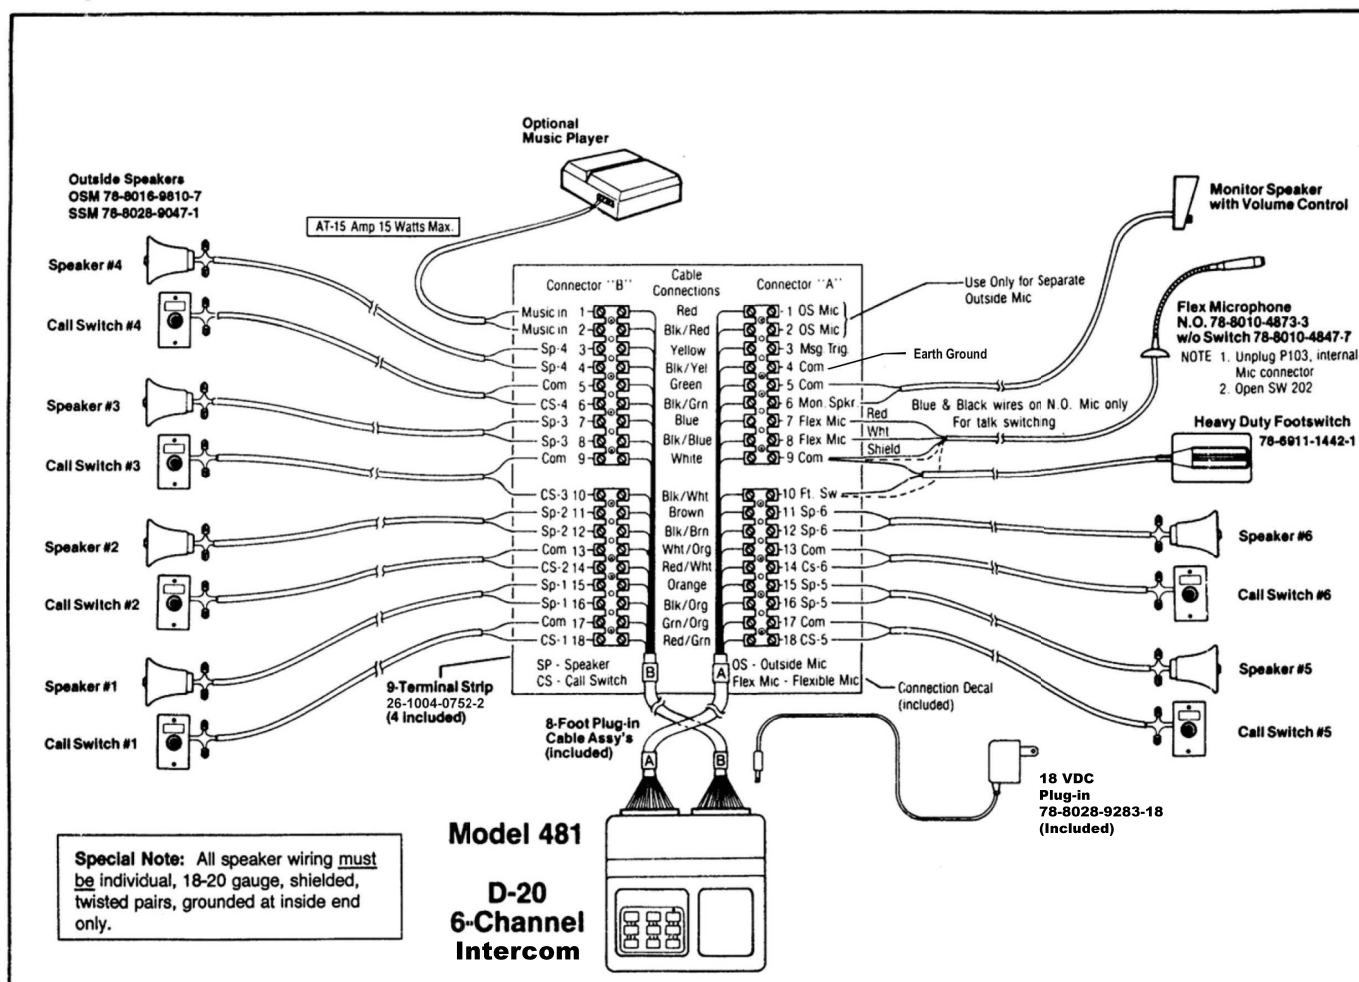 Optional
Music Player
Outside Speakers
OSM 78-8016-9810-7
SSM 78-8028-9047-1
AT-15 Amp 15 Watts Max.
Monitor Speaker
with Volume Control
Speaker #4
Call Switch #4
Speaker #3
Call Switch #3
Speaker #2
Call Switch #2
Speaker #1
Call Switch #1
Connector "B"
Cable
Connections
Connector "A"
Music in 1 Red 1 OS Mic
Music in 2 Blk/Red 2 OS Mic
Sp-4 3 Yellow 3 Msg Trig.
Sp-4 4 Blk/Yel 4 Com
Com 5 Green 5 Com
CS-4 6 Blk/Grn 6 Mon. Spkr
Sp-3 7 Blue 7 Flex Mic
Sp-3 8 Blk/Blue 8 Flex Mic
Com 9 White 9 Com
CS-3 10 Blk/Wht 10 Ft. Sw
Sp-2 11 Brown 11 Sp-6
Sp-2 12 Blk/Brn 12 Sp-6
Com 13 Wht/Org 13 Com
CS-2 14 Red/Wht 14 Cs-6
Sp-1 15 Orange 15 Sp-5
Sp-1 16 Blk/Org 16 Sp-5
Com 17 Grn/Org 17 Com
CS-1 18 Red/Grn 18 CS-5
SP - Speaker
CS - Call Switch
B
A
OS - Outside Mic
Flex Mic - Flexible Mic
Use Only for Separate
Outside Mic
Earth Ground
Red
Wht
Shield
Blue & Black wires on N.O. Mic only
For talk switching
Flex Microphone
N.O. 78-8010-4873-3
w/o Switch 78-8010-4847-7
NOTE 1. Unplug P103, internal
Mic connector
2. Open SW 202
Heavy Duty Footswitch
78-6911-1442-1
Speaker #6
Call Switch #6
Speaker #5
Call Switch #5
9-Terminal Strip
26-1004-0752-2
(4 included)
Connection Decal
(included)
8-Foot Plug-in
Cable Assy's
(included)
A
B
18 VDC
Plug-in
78-8028-9283-18
(Included)
Model 481
D-20
6-Channel
Intercom
Special Note: All speaker wiring must
be individual, 18-20 gauge, shielded,
twisted pairs, grounded at inside end
only.